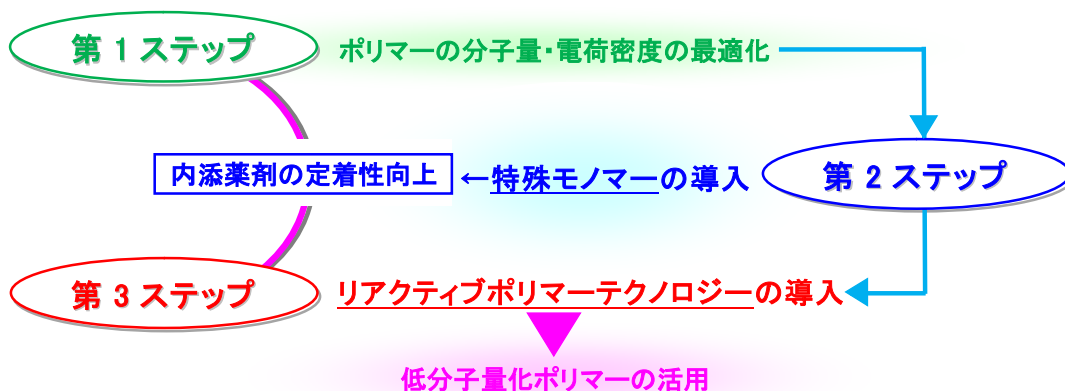 第 1 ステップ
ポリマーの分子量・電荷密度の最適化
内添薬剤の定着性向上
←特殊モノマーの導入
第 2 ステップ
第 3 ステップ
リアクティブポリマーテクノロジーの導入
低分子量化ポリマーの活用